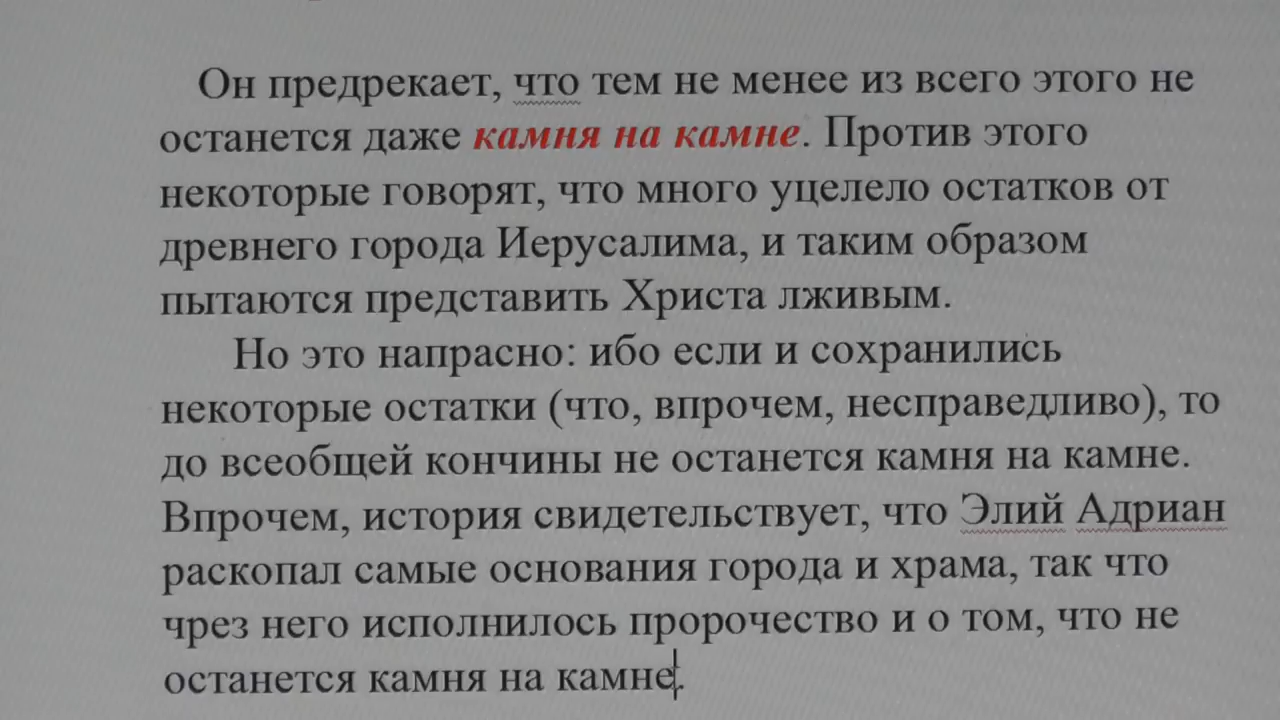 Он предрекает, что тем не менее из всего этого не
останется даже камня на камне. Против этого
некоторые говорят, что много уцелело остатков от
древнего города Иерусалима, и таким образом
пытаются представить Христа лживым.
Но это напрасно: ибо если и сохранились
некоторые остатки (что, впрочем, несправедливо), то
до всеобщей кончины не останется камня на камне.
Впрочем, история свидетельствует, что Элий Адриан
раскопал самые основания города и храма, так что
чрез него исполнилось пророчество и о том, что не
останется камня на камне.